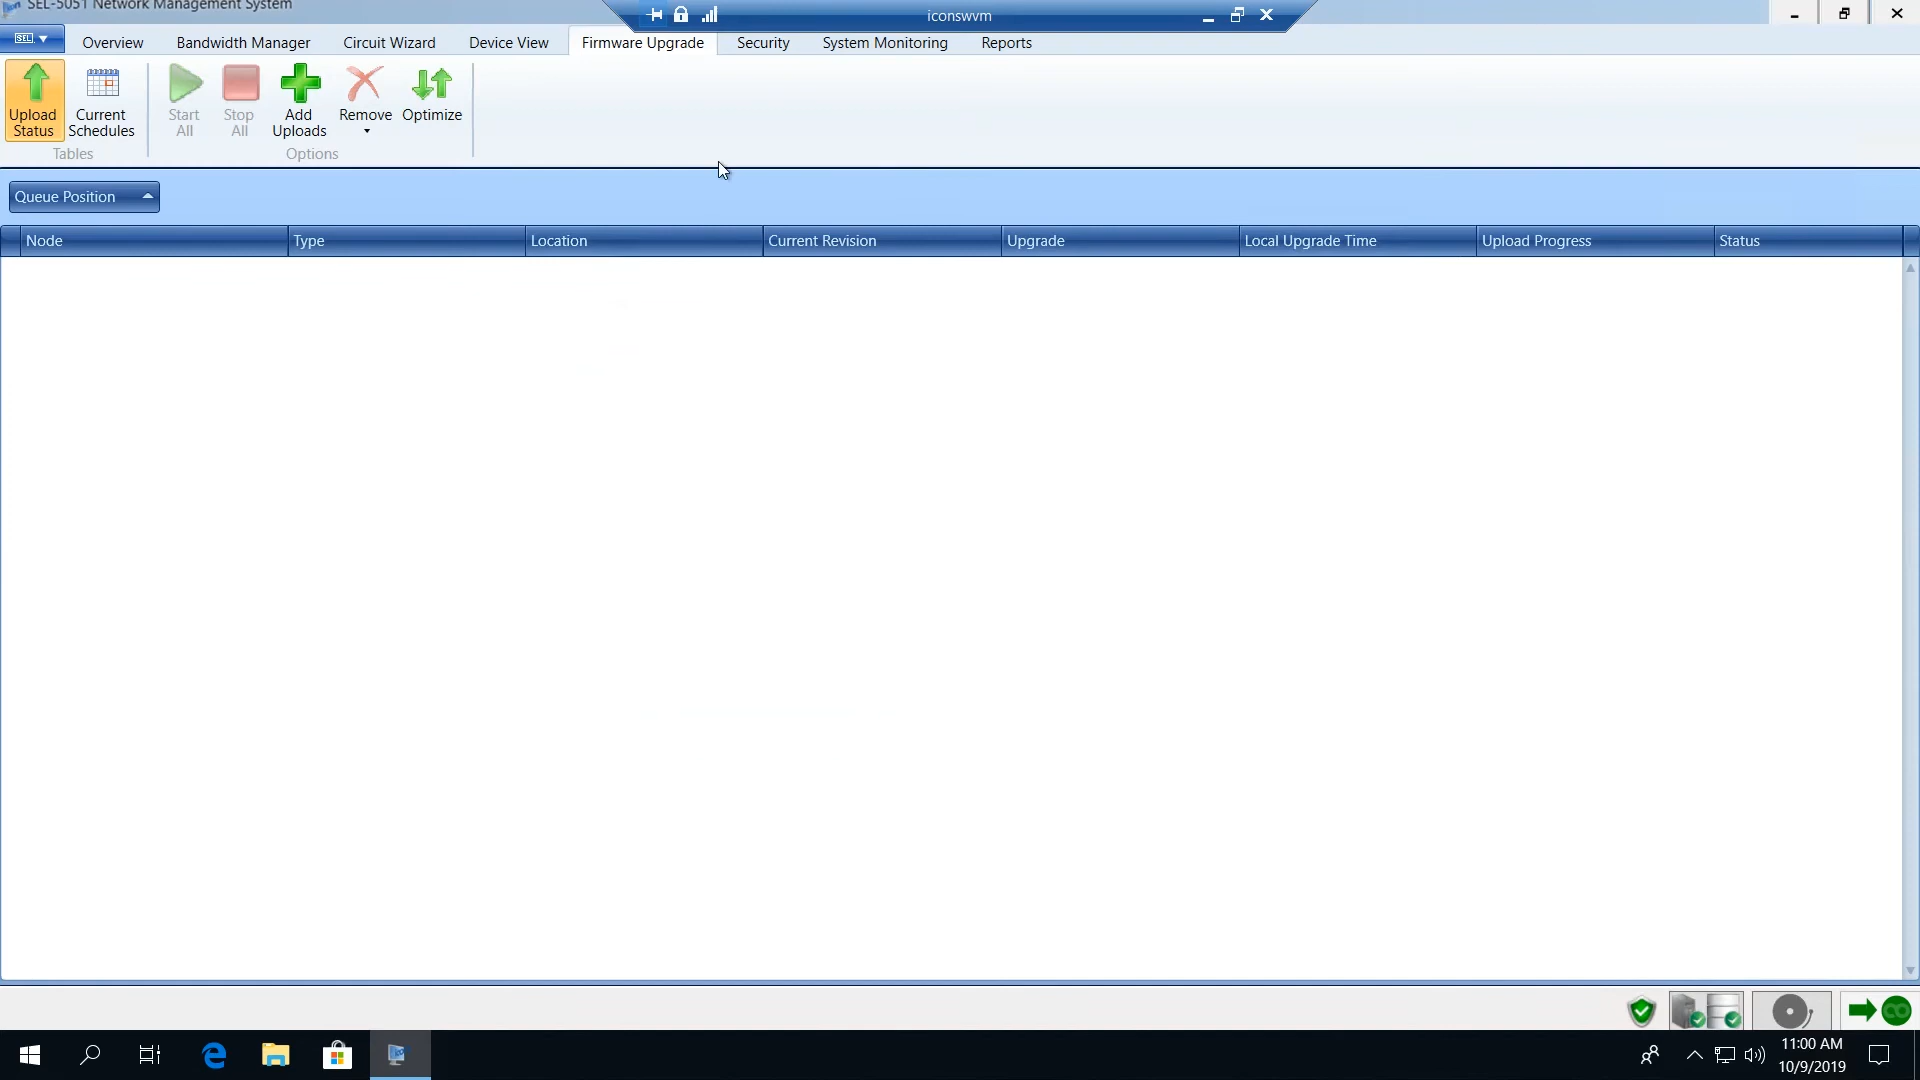 SEL-5051 Network Management System
iconswvm
SEL
Overview
Bandwidth Manager
Circuit Wizard
Device View
Firmware Upgrade
Security
System Monitoring
Reports
Upload
Status
Current
Schedules
Start
All
Stop
All
Add
Uploads
Remove
Optimize
Tables
Options
Queue Position
Node
Type
Location
Current Revision
Upgrade
Local Upgrade Time
Upload Progress
Status
11:00 AM
10/9/2019